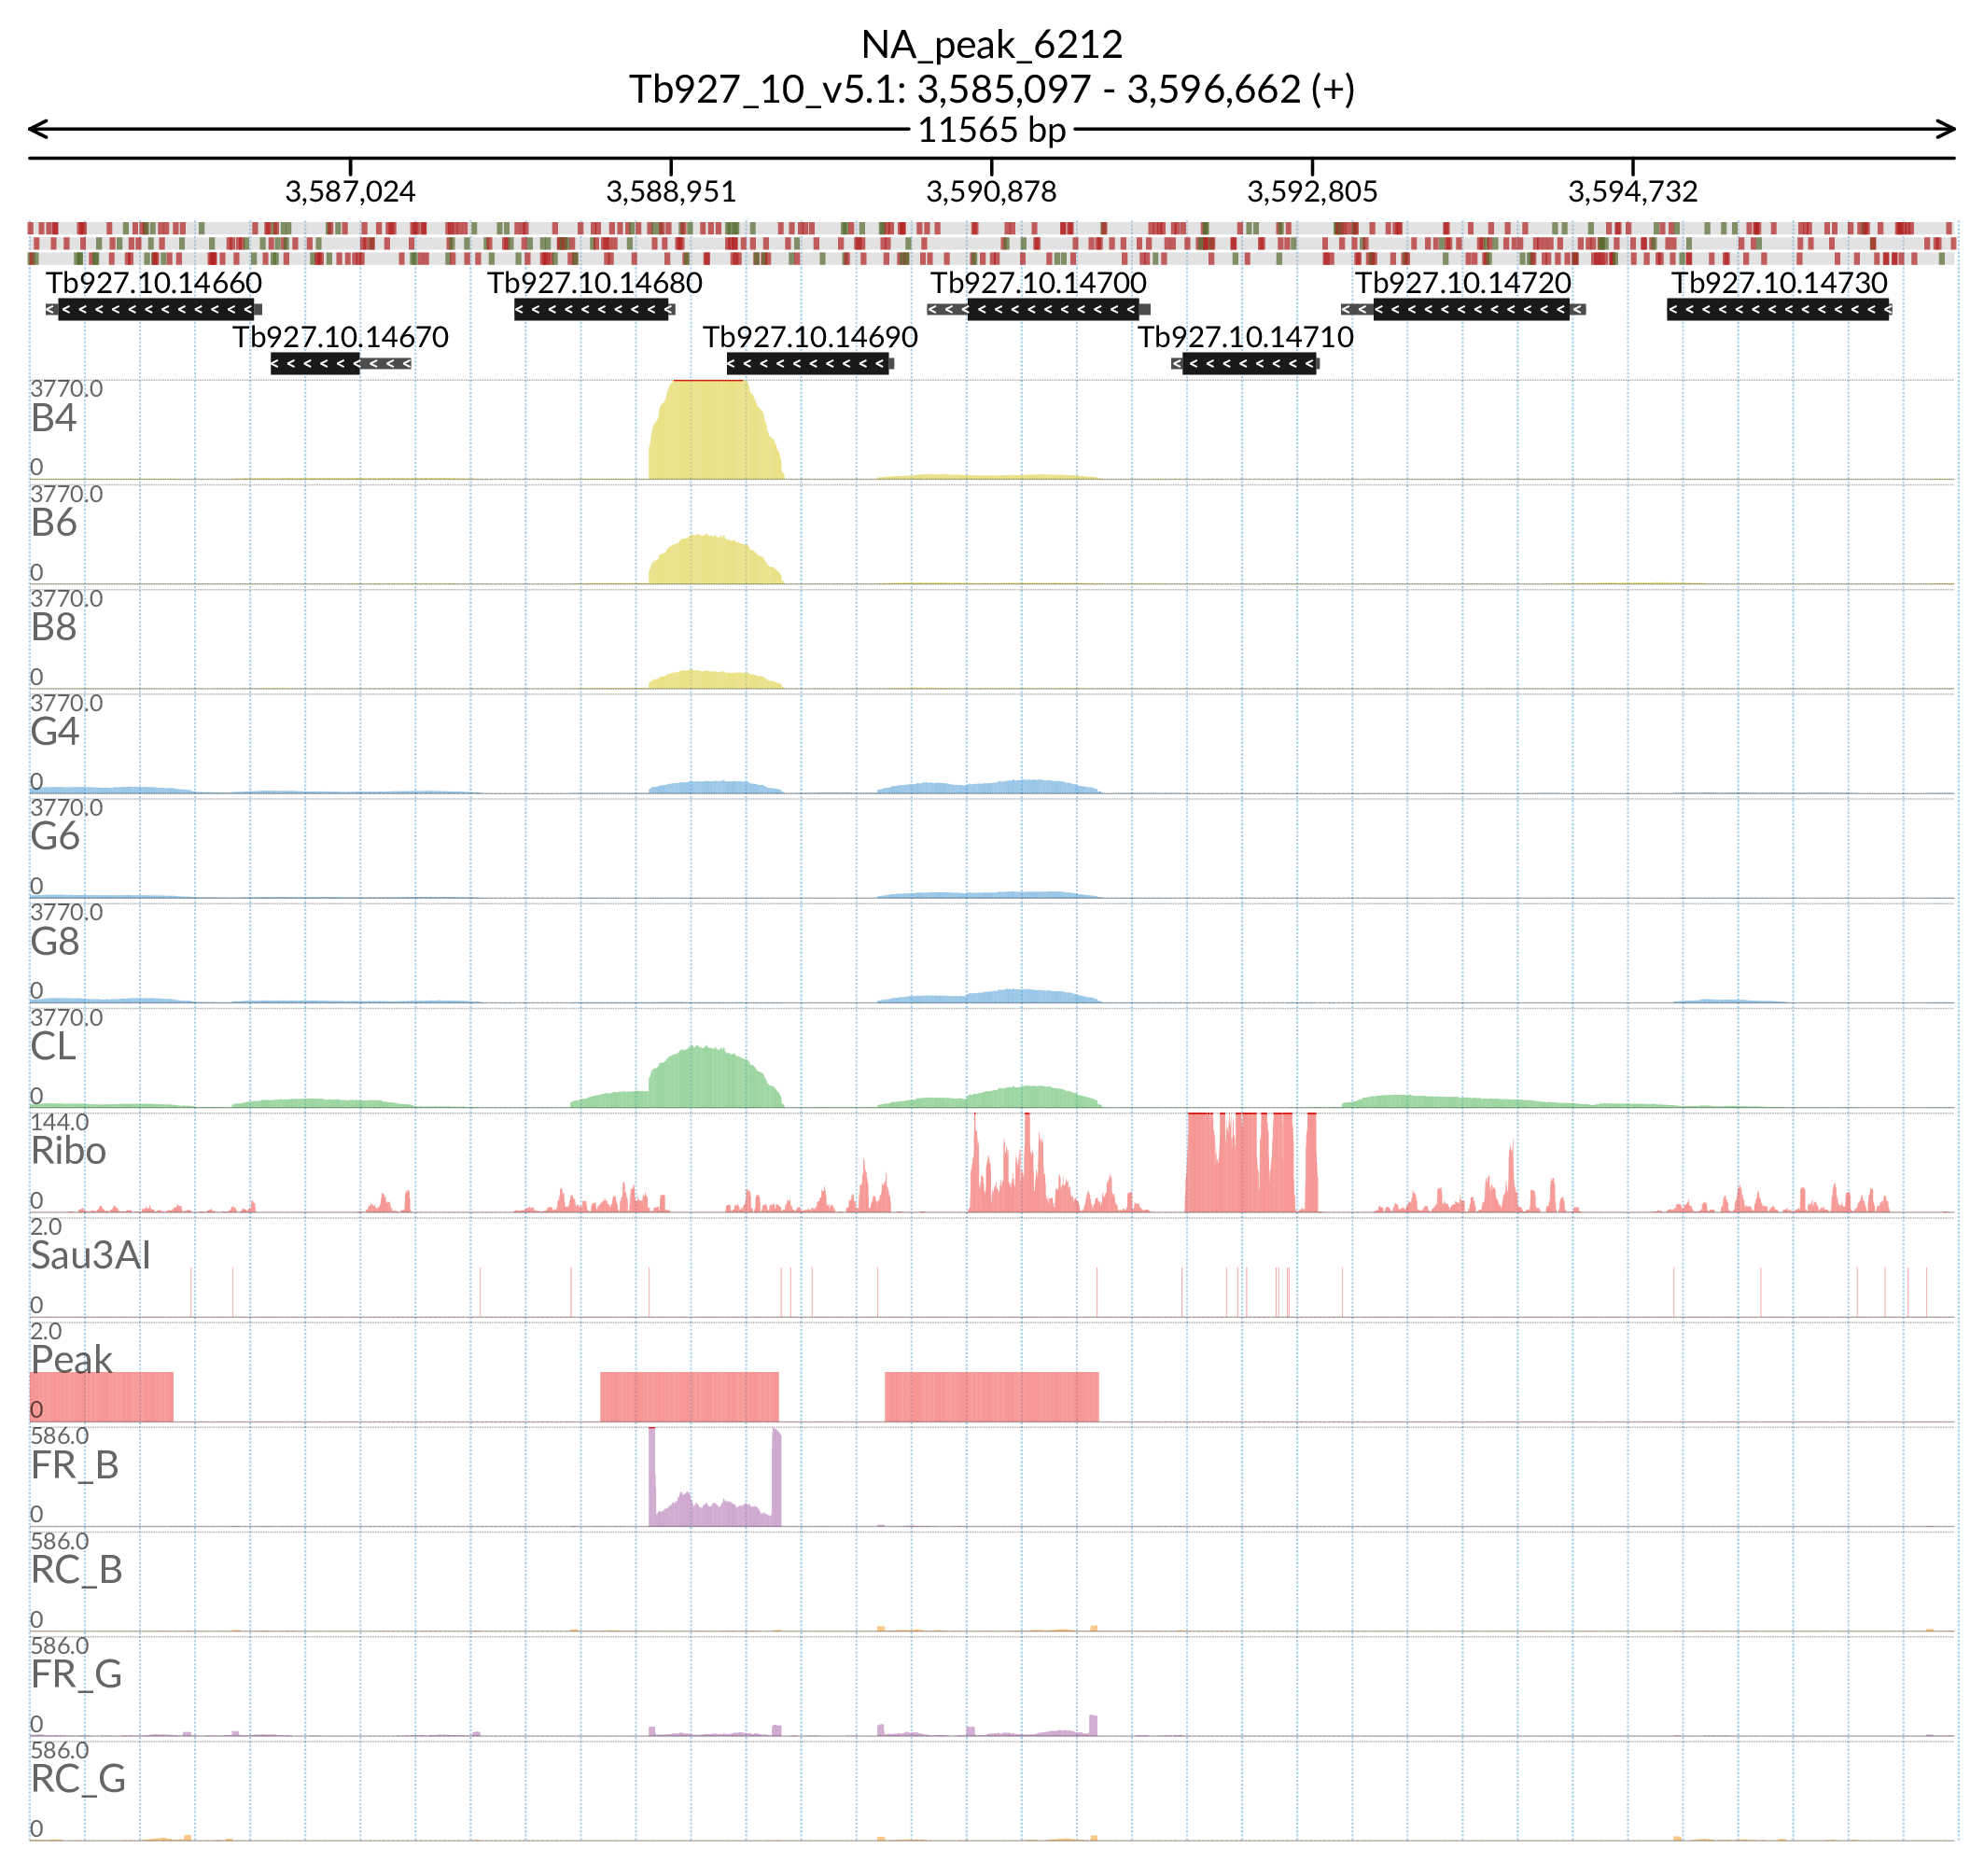 NA_peak_6212
Tb927_10_v5.1: 3,585,097 - 3,596,662 (+)
11565 bp
3,587,024 3,588,951 3,590,878 3,592,805 3,594,732
Tb927.10.14660 Tb927.10.14680 Tb927.10.14700 Tb927.10.14720 Tb927.10.14730
Tb927.10.14670 Tb927.10.14690 Tb927.10.14710
3770.0
B4
0
3770.0
B6
0
3770.0
B8
0
3770.0
G4
0
3770.0
G6
0
3770.0
G8
0
3770.0
CL
0
144.0
Ribo
0
2.0
Sau3AI
0
2.0
Peak
0
586.0
FR_B
0
586.0
RC_B
0
586.0
FR_G
0
586.0
RC_G
0